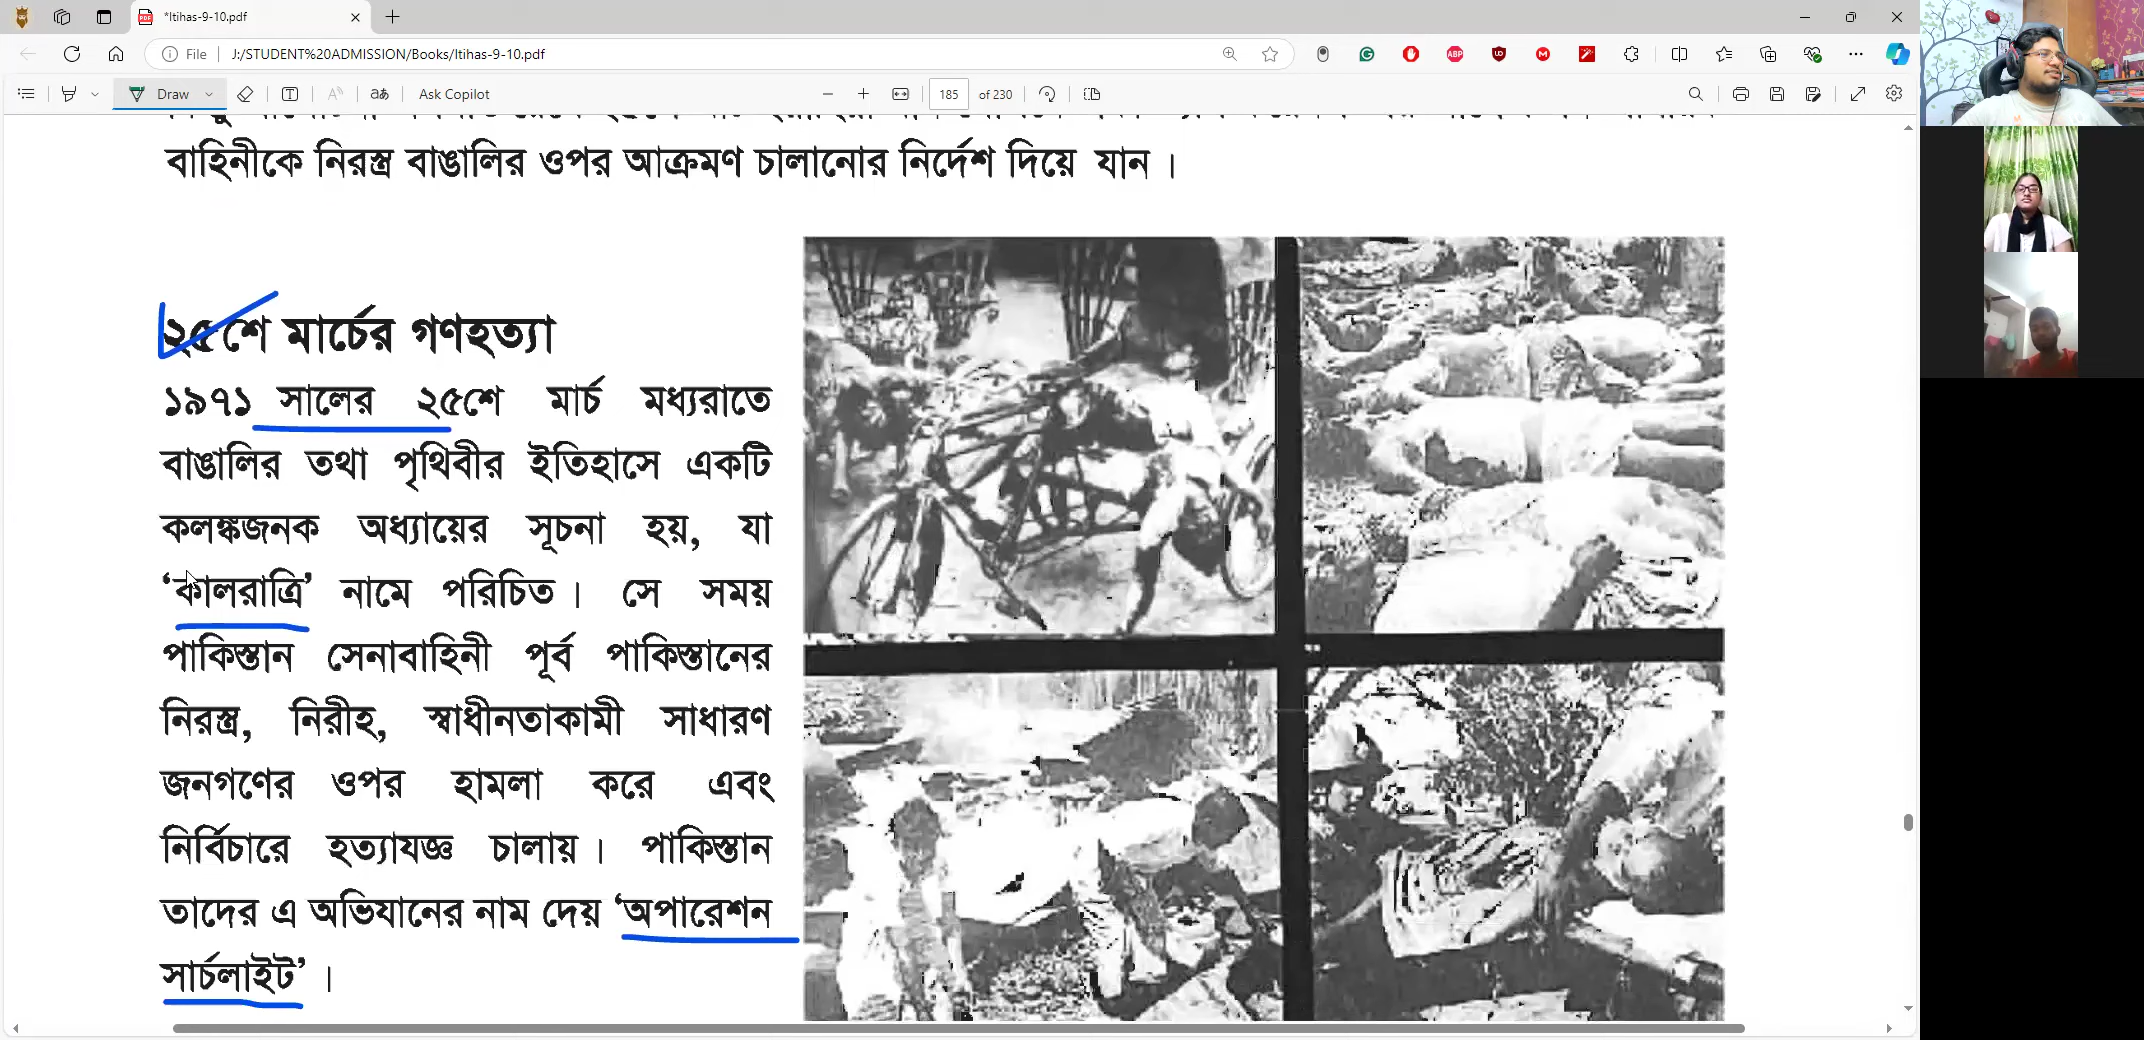 *Itihas-9-10.pdf
File J:/STUDENT%20ADMISSION/Books/Itihas-9-10.pdf
Draw
aあ
Ask Copilot
185 of 230
বাহিনীকে নিরস্ত্র বাঙালির ওপর আক্রমণ চালানোর নির্দেশ দিয়ে যান ।
২৫শে মার্চের গণহত্যা
১৯৭১ সালের ২৫শে মার্চ মধ্যরাতে
বাঙালির তথা পৃথিবীর ইতিহাসে একটি
কলঙ্কজনক অধ্যায়ের সূচনা হয়, যা
‘কালরাত্রি’ নামে পরিচিত । সে সময়
পাকিস্তান সেনাবাহিনী পূর্ব পাকিস্তানের
নিরস্ত্র, নিরীহ, স্বাধীনতাকামী সাধারণ
জনগণের ওপর হামলা করে এবং
নির্বিচারে হত্যাযজ্ঞ চালায় । পাকিস্তান
তাদের এ অভিযানের নাম দেয় ‘অপারেশন
সার্চলাইট’ ।